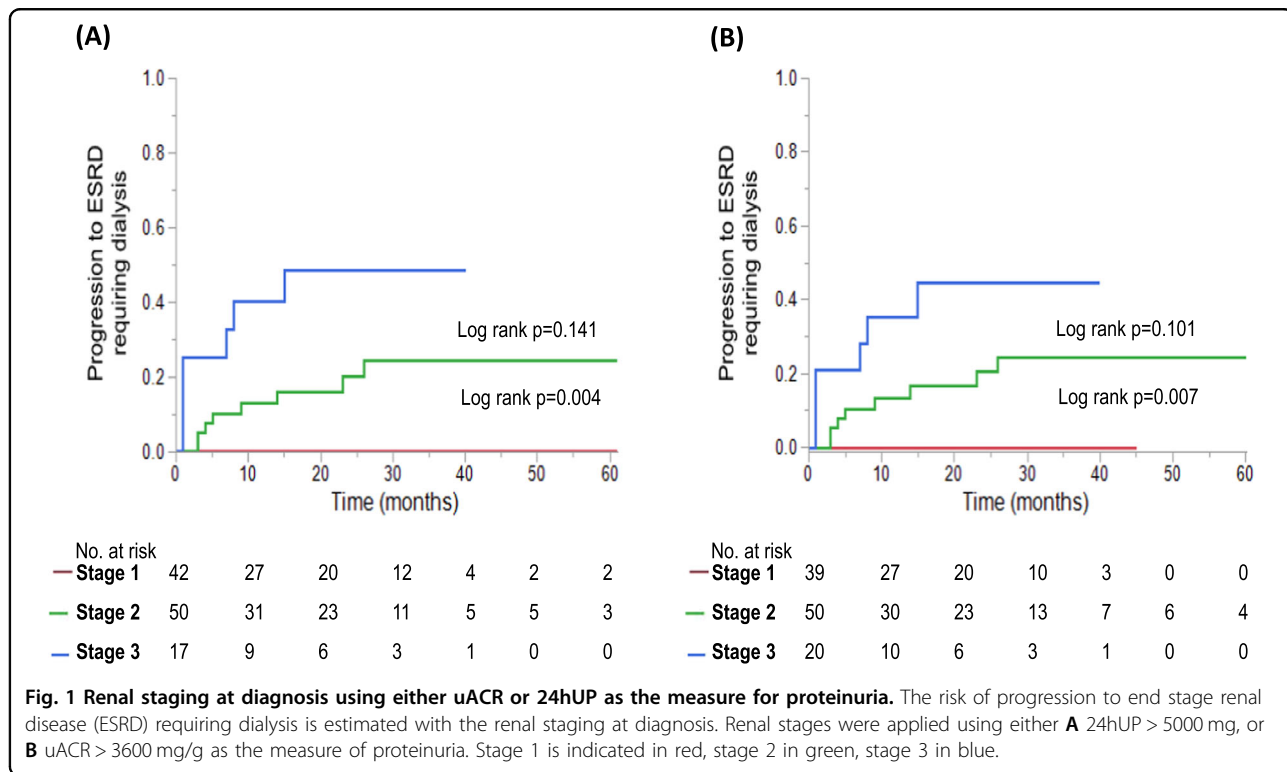 (A)
(B)
1.0
0.8
0.6
0.4
0.2
0.0
Progression to ESRD
requiring dialysis
Log rank p=0.141
Log rank p=0.004
0 10 20 30 40 50 60
Time (months)
1.0
0.8
0.6
0.4
0.2
0.0
Progression to ESRD
requiring dialysis
Log rank p=0.101
Log rank p=0.007
0 10 20 30 40 50 60
Time (months)
No. at risk
Stage 1 42 27 20 12 4 2 2
Stage 2 50 31 23 11 5 5 3
Stage 3 17 9 6 3 1 0 0
No. at risk
Stage 1 39 27 20 10 3 0 0
Stage 2 50 30 23 13 7 6 4
Stage 3 20 10 6 3 1 0 0
Fig. 1 Renal staging at diagnosis using either uACR or 24hUP as the measure for proteinuria. The risk of progression to end stage renal
disease (ESRD) requiring dialysis is estimated with the renal staging at diagnosis. Renal stages were applied using either A 24hUP > 5000 mg, or
B uACR > 3600 mg/g as the measure of proteinuria. Stage 1 is indicated in red, stage 2 in green, stage 3 in blue.